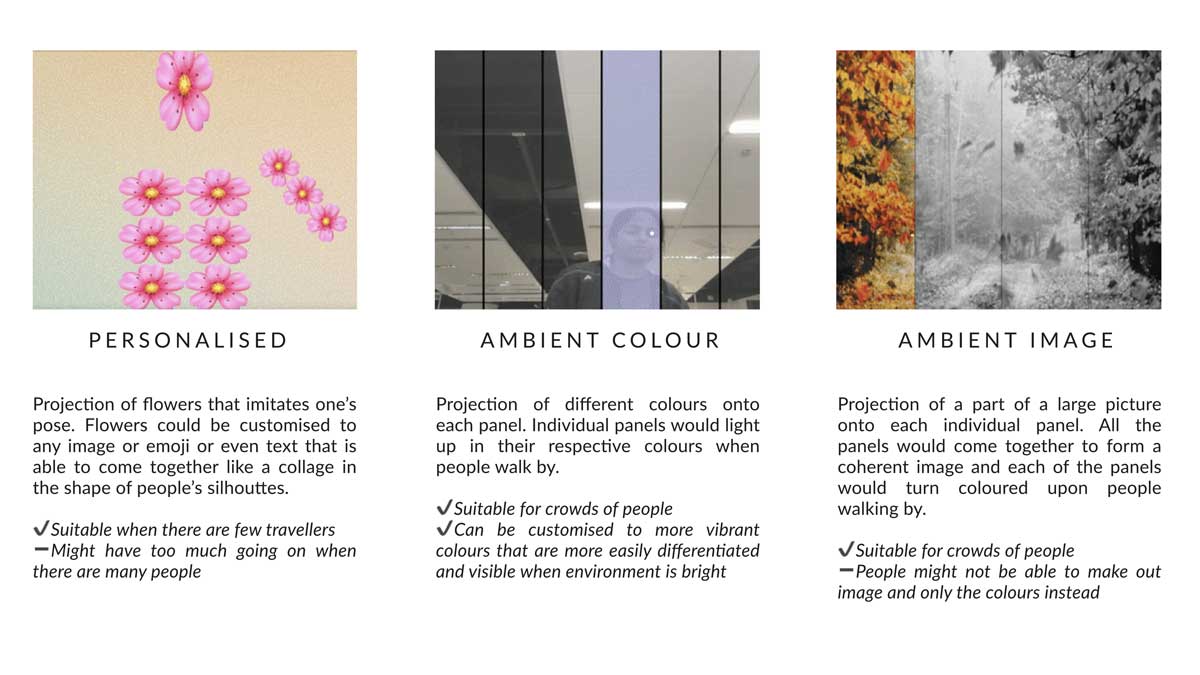 PERSONALISED
Projection of flowers that imitates one's
pose. Flowers could be customised to
any image or emoji or even text that is
able to come together like a collage in
the shape of people's silhouttes.
✔Suitable when there are few travellers
➖Might have too much going on when
there are many people
AMBIENT COLOUR
Projection of different colours onto
each panel. Individual panels would light
up in their respective colours when
people walk by.
✔Suitable for crowds of people
✔Can be customised to more vibrant
colours that are more easily differentiated
and visible when environment is bright
AMBIENT IMAGE
Projection of a part of a large picture
onto each individual panel. All the
panels would come together to form a
coherent image and each of the panels
would turn coloured upon people
walking by.
✔Suitable for crowds of people
➖People might not be able to make out
image and only the colours instead